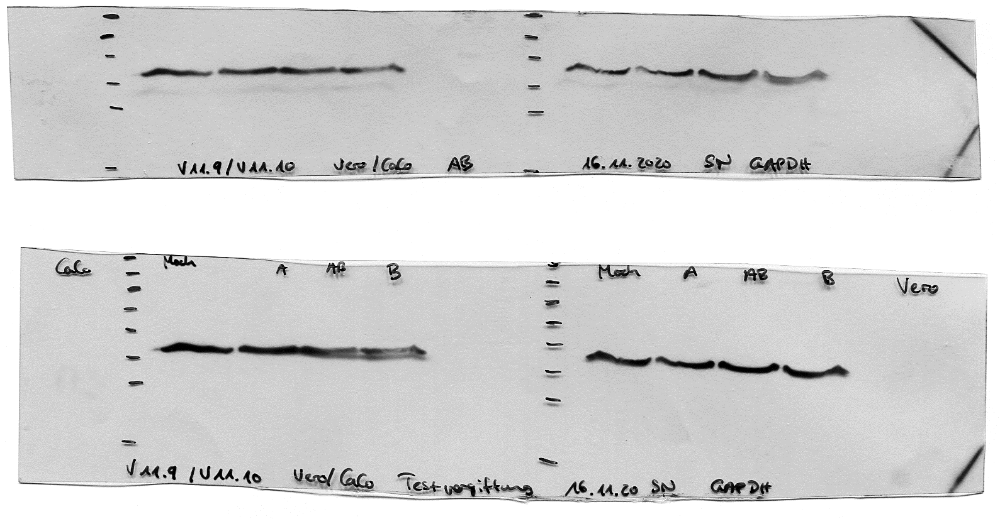 V11.9/V11.10 Vero/CaCo AB 16.11.2020 SN GAPDH
CaCo Mock A AB B Mock A AB B Vero
V11.9/V11.10 Vero/CaCo Testvergiftung 16.11.20 SN GAPDH